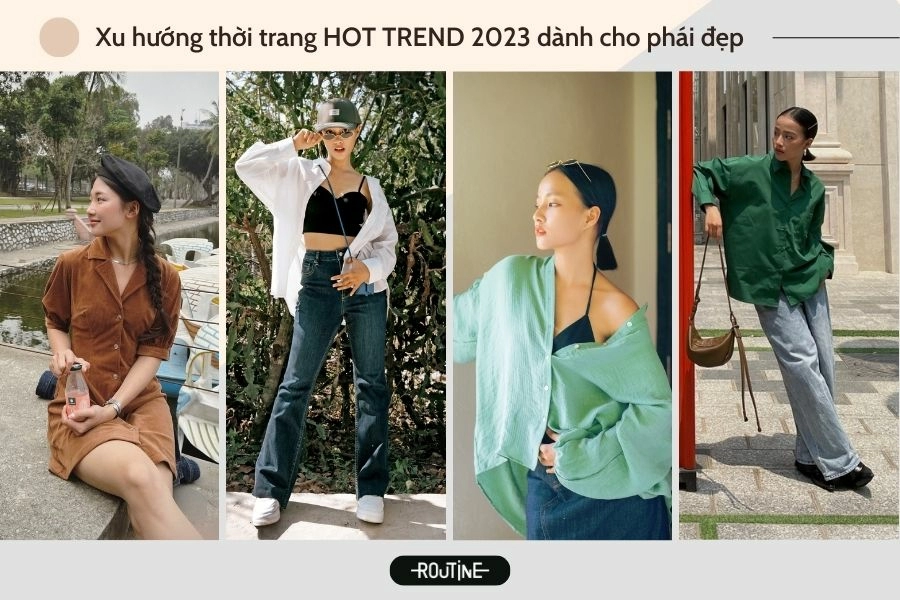 Xu hướng thời trang HOT TREND 2023 dành cho phái đẹp
ROUTINE